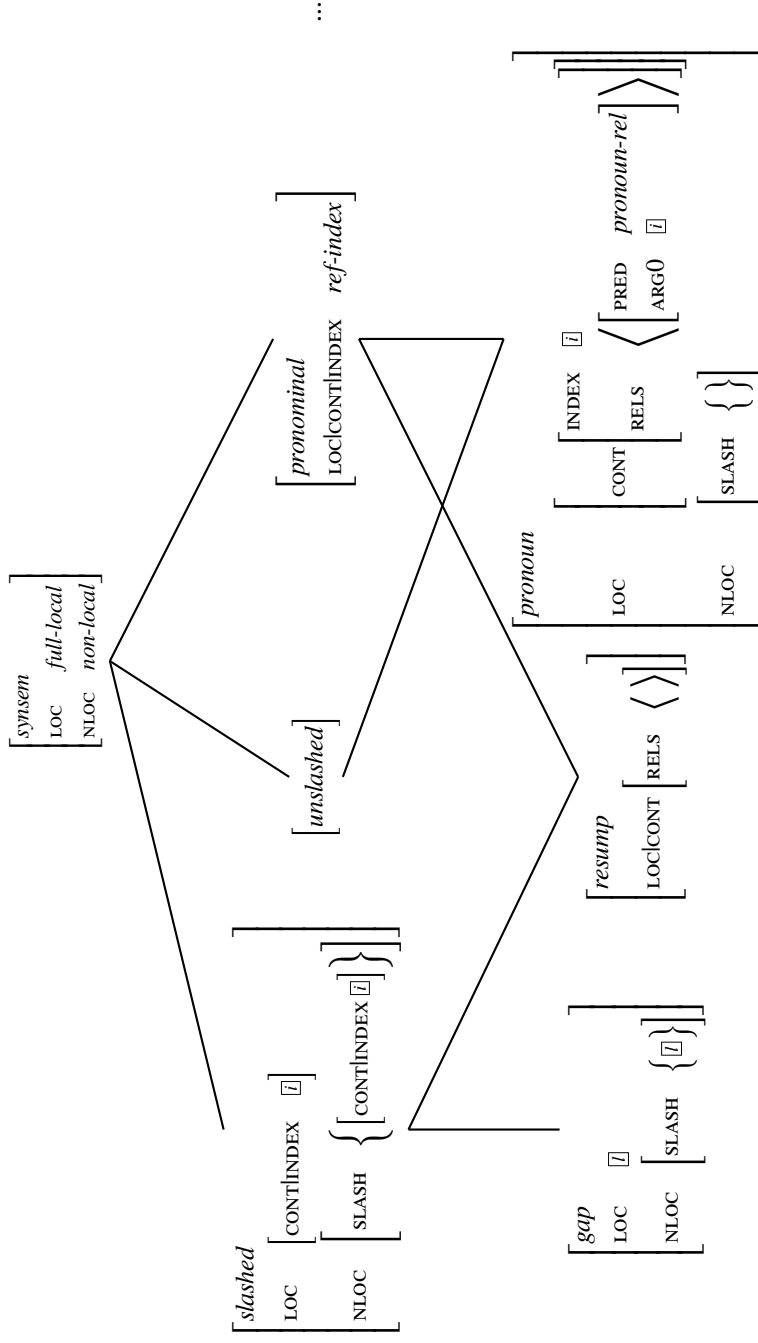 synsem
LOC full-local
NLOC non-local
slashed
LOC [CONT|INDEX i]
NLOC [SLASH {[CONT|INDEX i]}]
[unslashed]
pronominal
LOC|CONT|INDEX ref-index
...
gap
LOC l
NLOC [SLASH {l}]
resump
LOC|CONT [RELS ⟨⟩]
pronoun
LOC [CONT [INDEX i
RELS ⟨[PRED pronoun-rel
ARG0 i]⟩]]
NLOC [SLASH {}]